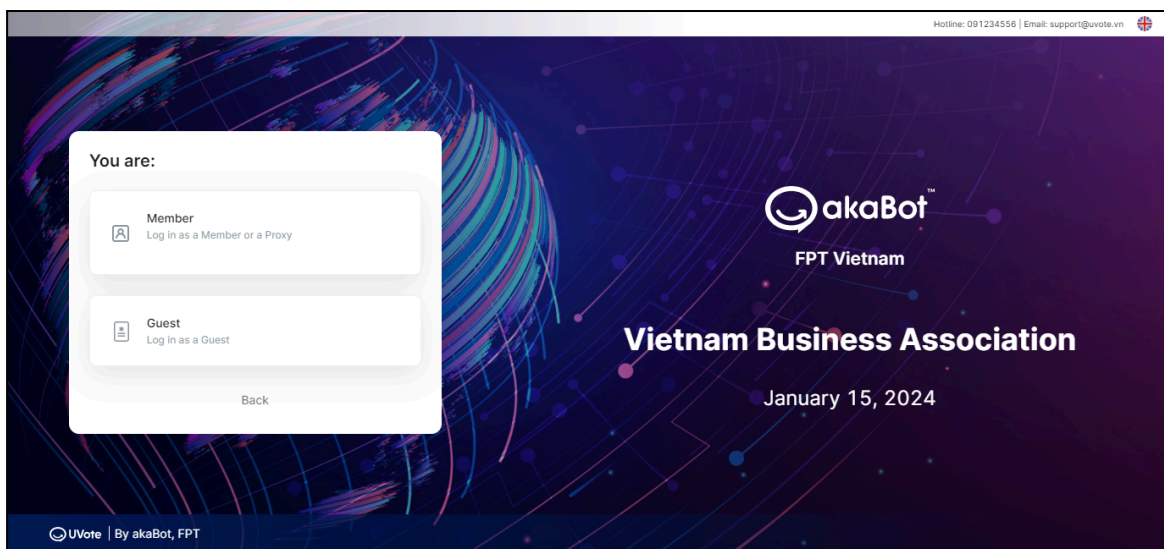 Hotline: 091234556 | Email: support@uvote.vn
You are:
Member
Log in as a Member or a Proxy
Guest
Log in as a Guest
Back
akaBot™
FPT Vietnam
Vietnam Business Association
January 15, 2024
UVote | By akaBot, FPT